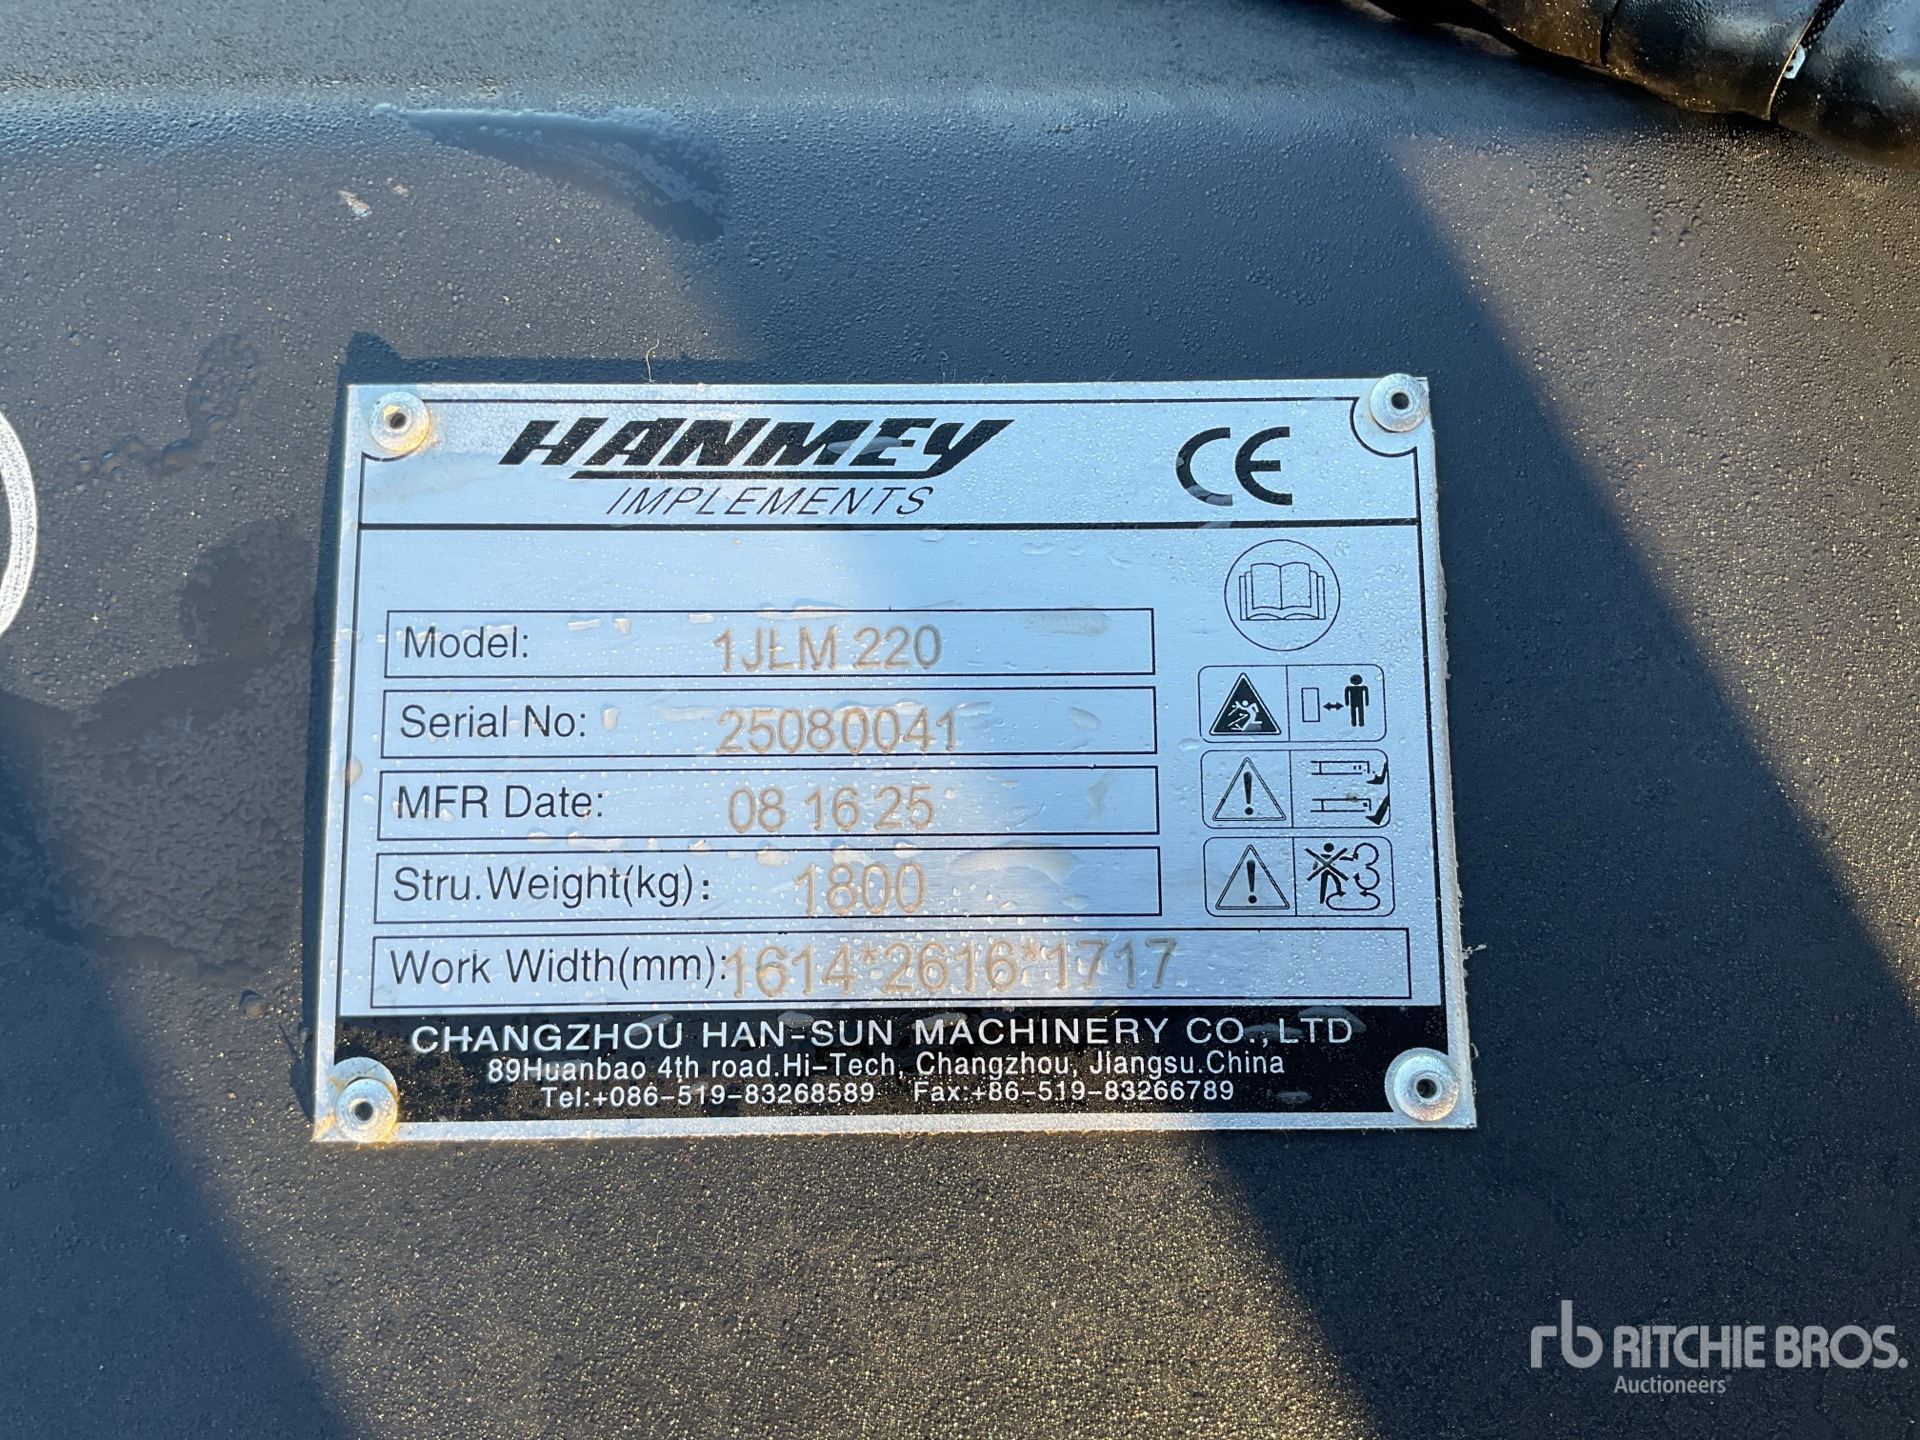 HANMEY
IMPLEMENTS
CE
Model: 1JLM 220
Serial No: 25080041
MFR Date: 08 16 25
Stru.Weight(kg): 1800
Work Width(mm): 1614*2616*1717
CHANGZHOU HAN-SUN MACHINERY CO.,LTD
89Huanbao 4th road.Hi-Tech, Changzhou, Jiangsu.China
Tel:+086-519-83268589 Fax:+86-519-83266789
rb RITCHIE BROS.
Auctioneers